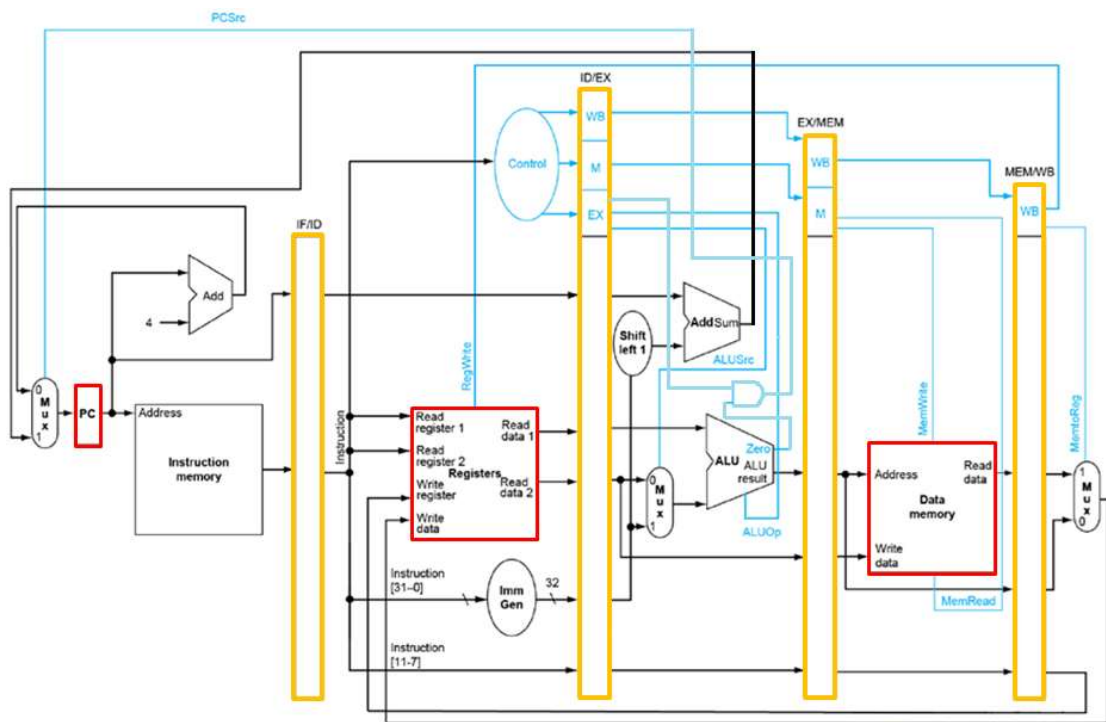 PCSrc
ID/EX
WB
EX/MEM
Control
M
WB
MEM/WB
EX
M
WB
IF/ID
Add
4
Add Sum
Shift
left 1
ALUSrc
RegWrite
MemWrite
MemtoReg
0
M
u
x
1
PC
Address
Instruction
memory
Instruction
Read
register 1
Read
register 2
Write
register
Write
data
Registers
Read
data 1
Read
data 2
0
M
u
x
1
Zero
ALU
ALU
result
ALUOp
Address
Read
data
Data
memory
Write
data
MemRead
1
M
u
x
0
Instruction
[31–0]
Imm
Gen
32
Instruction
[11-7]